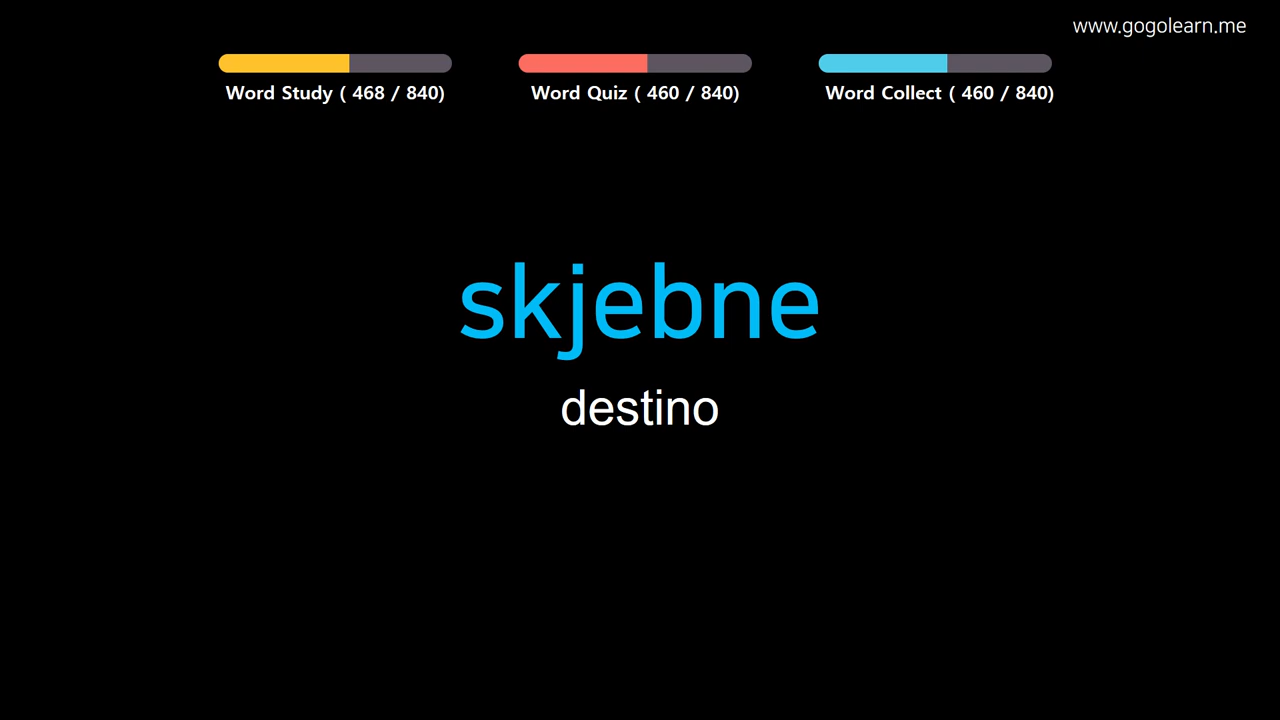 www.gogolearn.me
Word Study ( 468 / 840)
Word Quiz ( 460 / 840)
Word Collect ( 460 / 840)
skjebne
destino